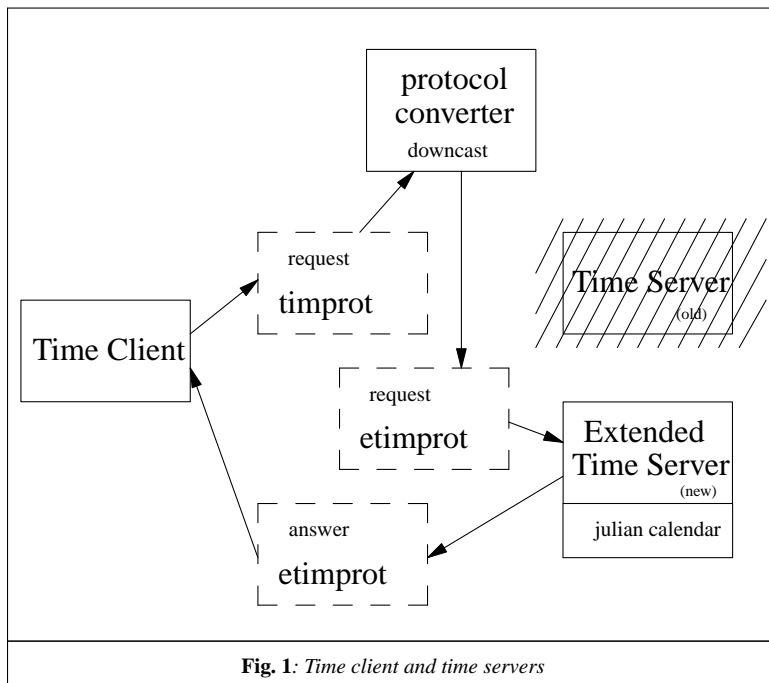 protocol
converter
downcast
request
timprot
Time Server
(old)
Time Client
request
etimprot
Extended
Time Server
(new)
julian calendar
answer
etimprot
Fig. 1: Time client and time servers